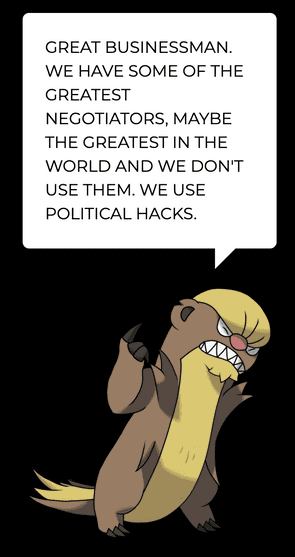 GREAT BUSINESSMAN.
WE HAVE SOME OF THE
GREATEST
NEGOTIATORS, MAYBE
THE GREATEST IN THE
WORLD AND WE DON'T
USE THEM. WE USE
POLITICAL HACKS.